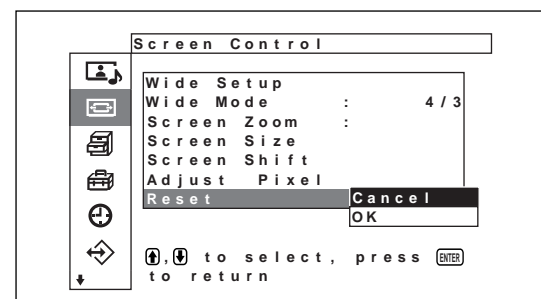 Screen Control
Wide Setup
Wide Mode : 4/3
Screen Zoom :
Screen Size
Screen Shift
Adjust Pixel
Reset Cancel
OK
, to select, press ENTER
to return